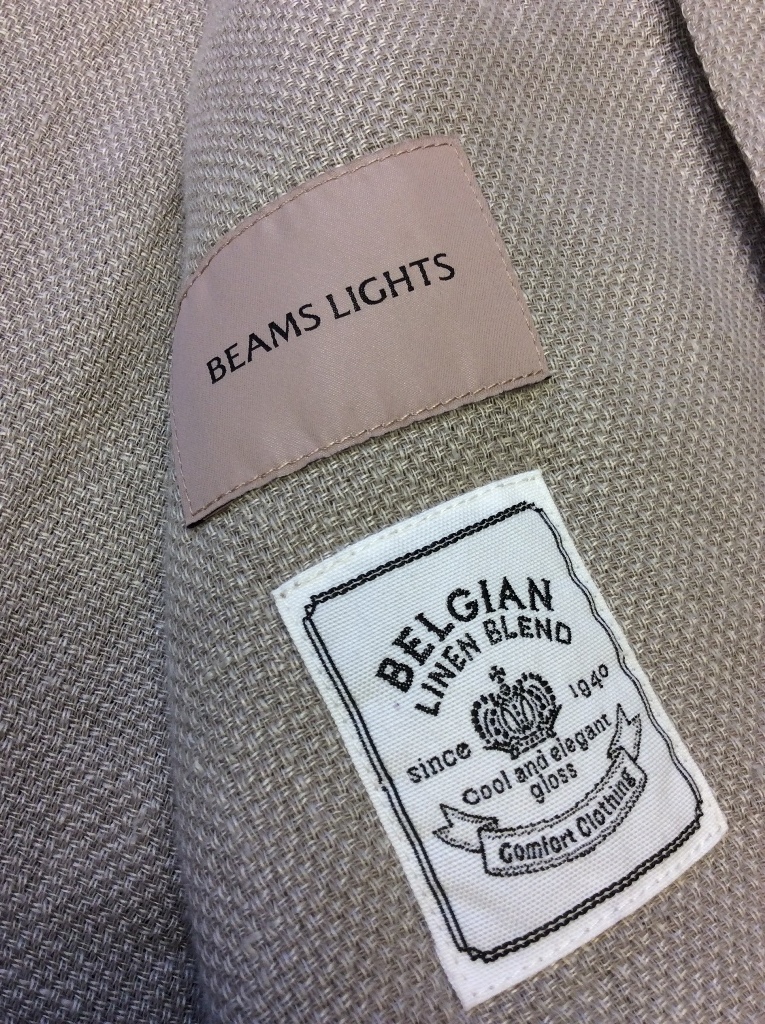 BEAMS LIGHTS
BELGIAN
LINEN BLEND
since 1940
Cool and elegant
gloss
Comfort Clothing